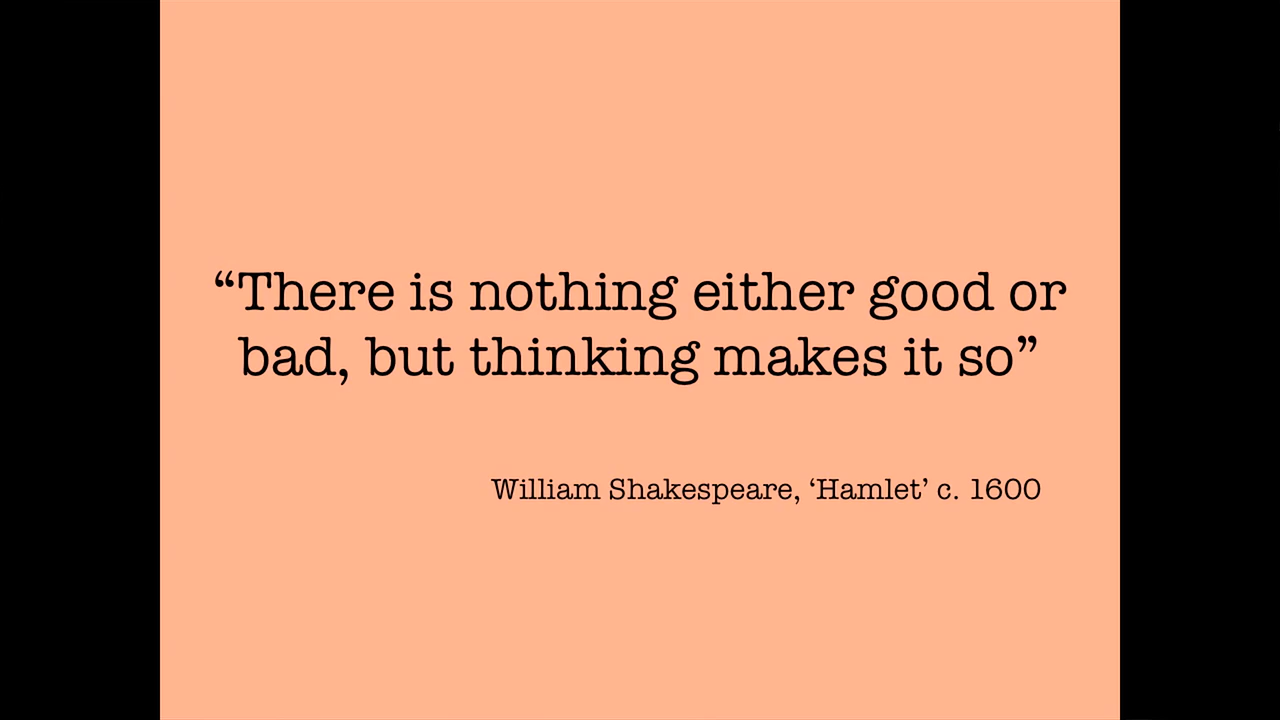 “There is nothing either good or
bad, but thinking makes it so”
William Shakespeare, ‘Hamlet’ c. 1600